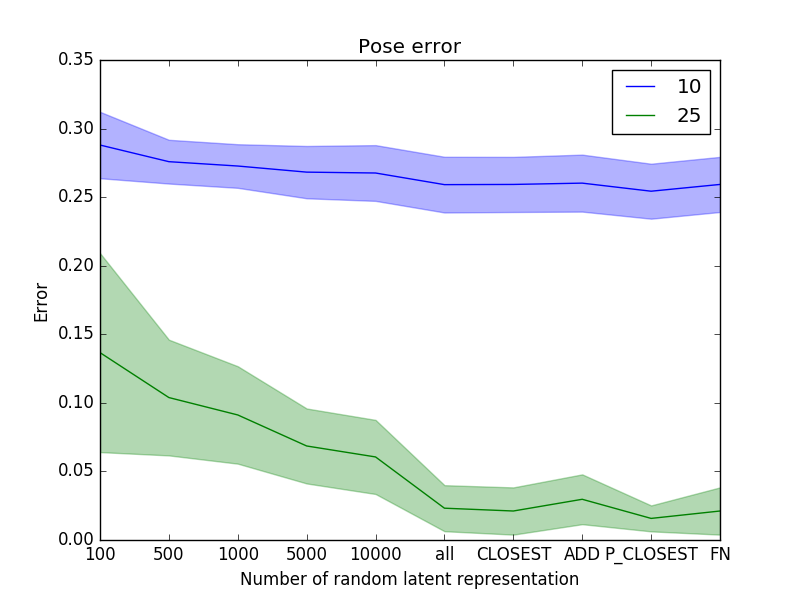 Pose error
10
25
0.35
0.30
0.25
0.20
0.15
0.10
0.05
0.00
Error
100 500 1000 5000 10000 all CLOSEST ADD P_CLOSEST FN
Number of random latent representation